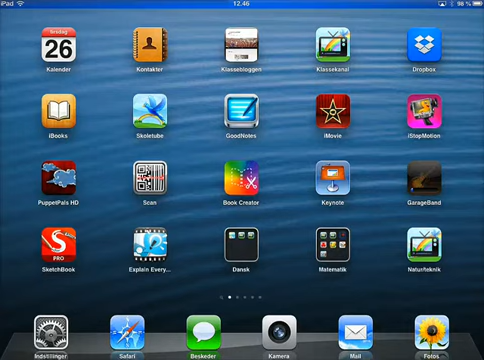 iPad 12.46 98 %
tirsdag
26
Kalender Kontakter Klassebloggen Klassekanal Dropbox
iBooks Skoletube GoodNotes iMovie iStopMotion
PuppetPals HD Scan Book Creator Keynote GarageBand
PRO
SketchBook Explain Every... Dansk Matematik Natur/teknik
Indstillinger Safari Beskeder Kamera Mail Fotos